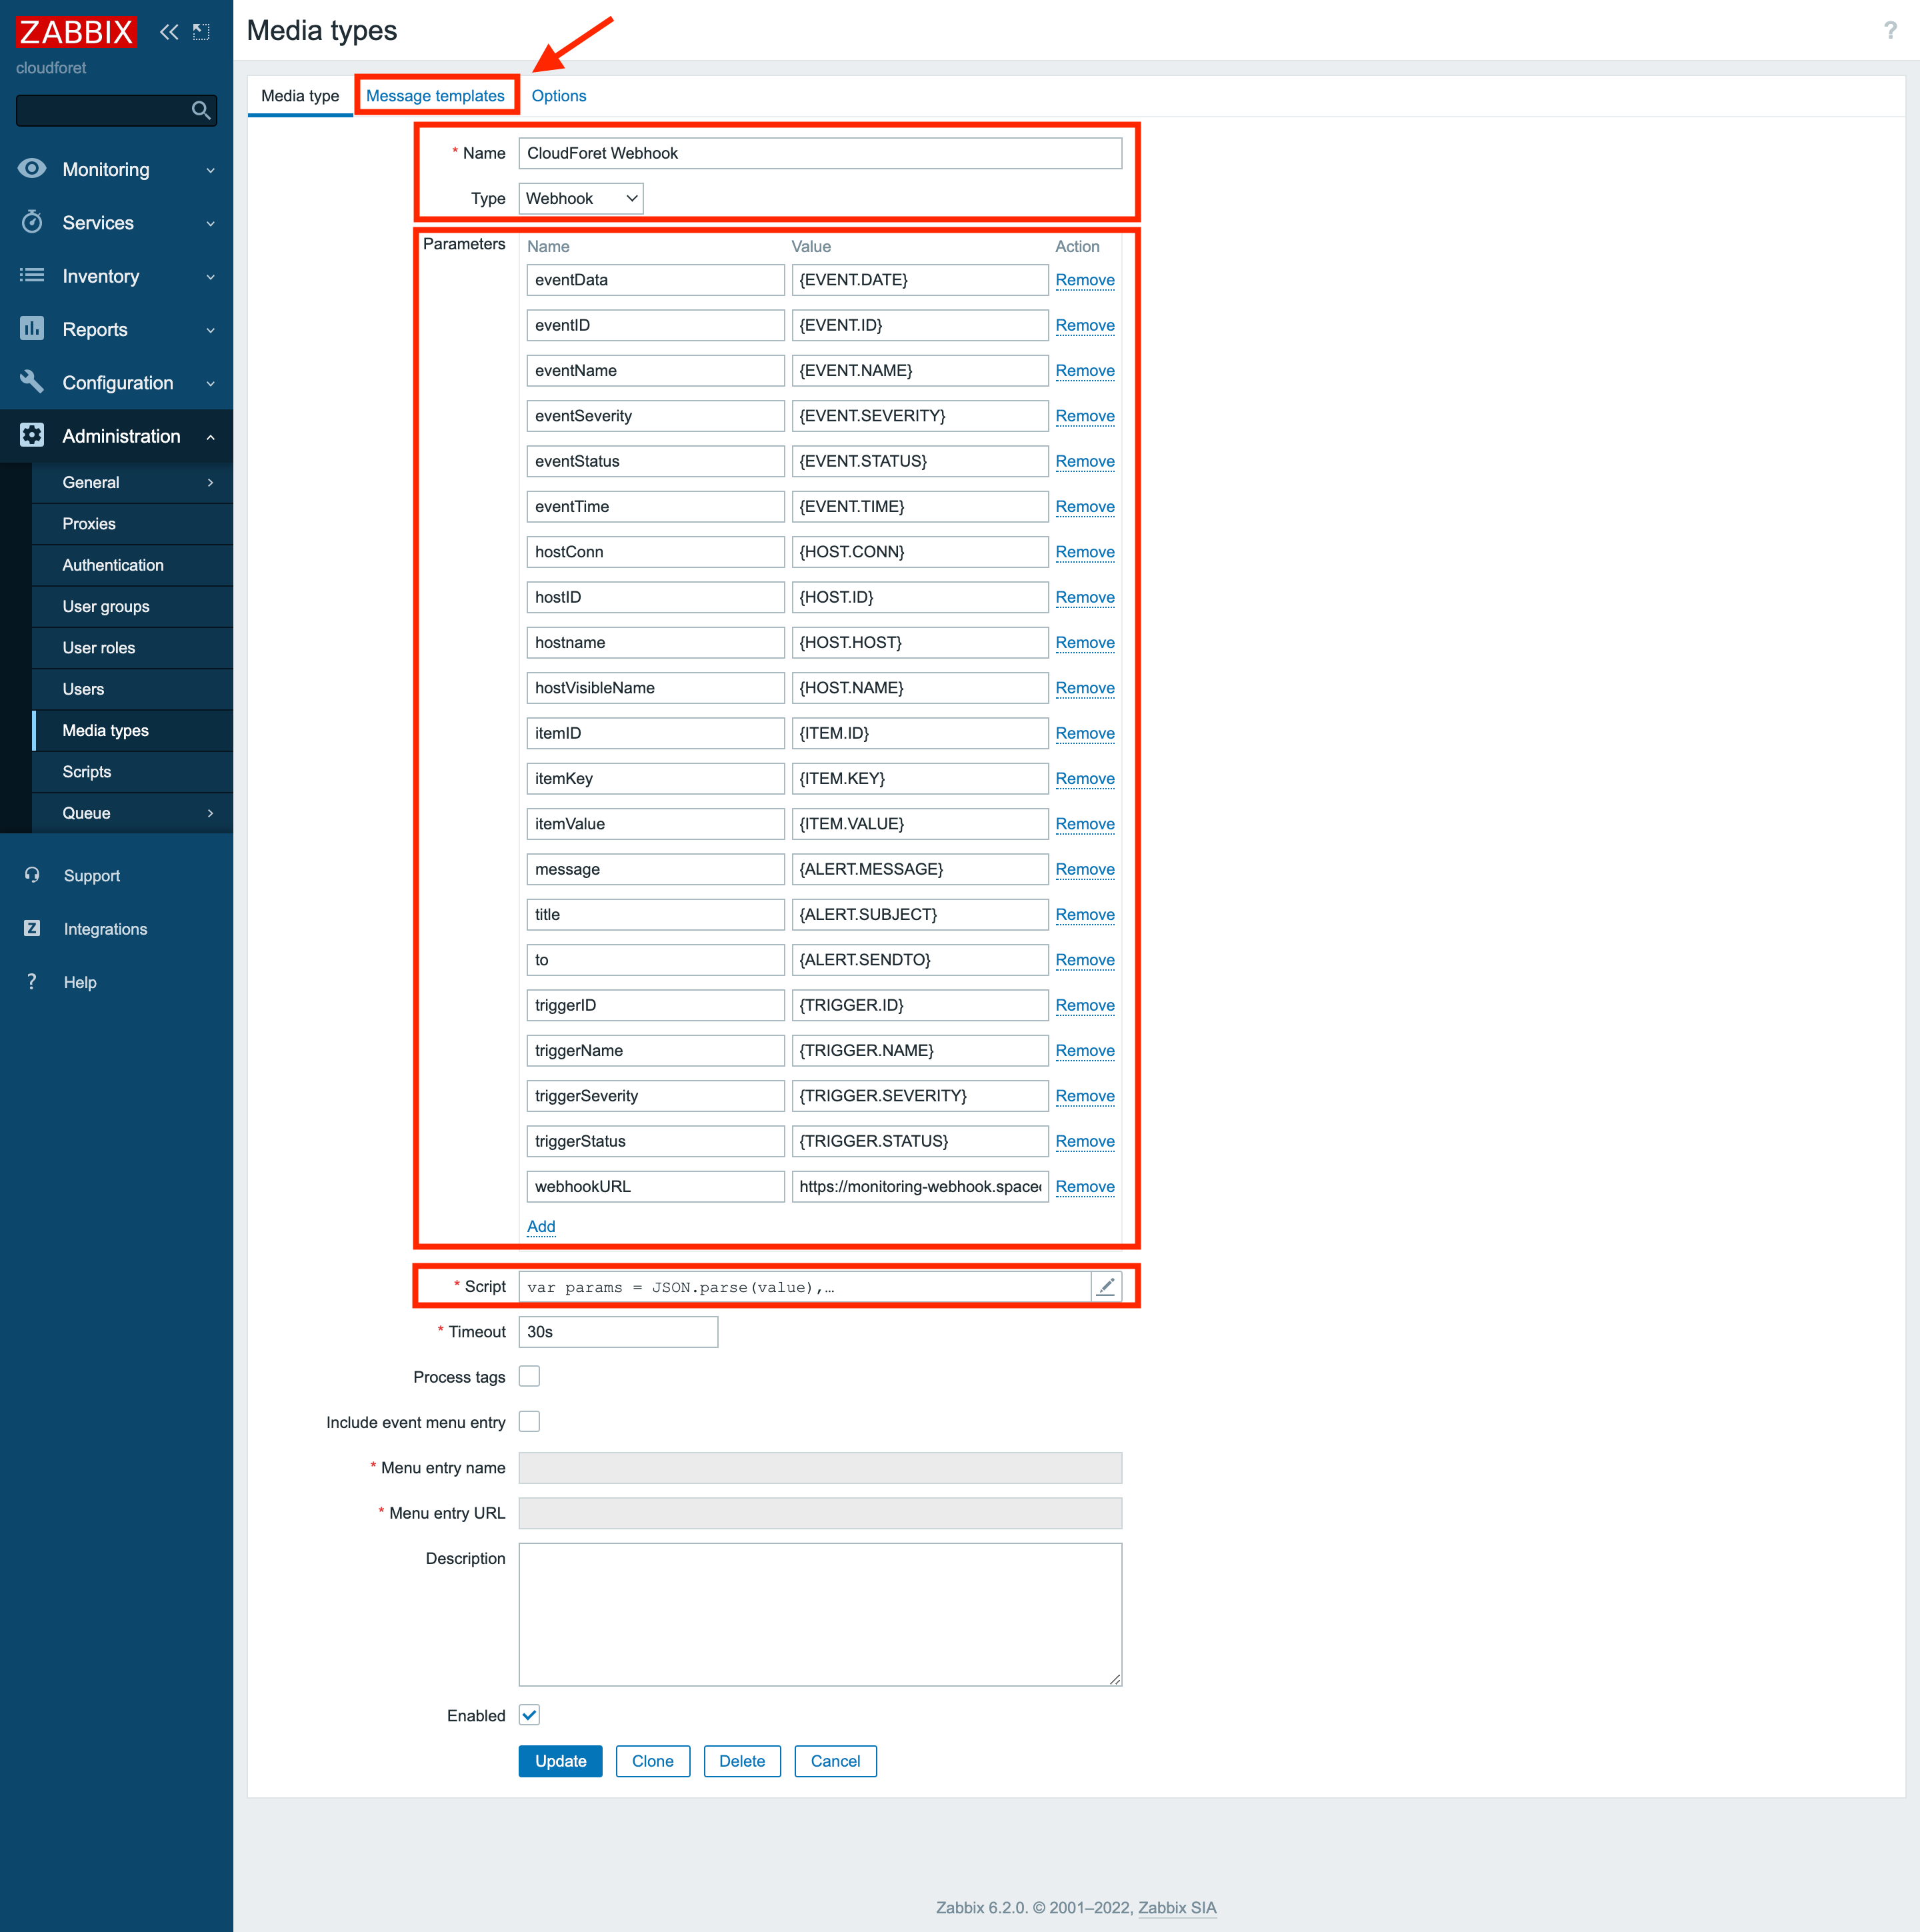 ZABBIX
cloudforet
Monitoring
Services
Inventory
Reports
Configuration
Administration
General
Proxies
Authentication
User groups
User roles
Users
Media types
Scripts
Queue
Support
Integrations
? Help
Media types
?
Media type Message templates Options
* Name CloudForet Webhook
Type Webhook
Parameters Name Value Action
eventData {EVENT.DATE} Remove
eventID {EVENT.ID} Remove
eventName {EVENT.NAME} Remove
eventSeverity {EVENT.SEVERITY} Remove
eventStatus {EVENT.STATUS} Remove
eventTime {EVENT.TIME} Remove
hostConn {HOST.CONN} Remove
hostID {HOST.ID} Remove
hostname {HOST.HOST} Remove
hostVisibleName {HOST.NAME} Remove
itemID {ITEM.ID} Remove
itemKey {ITEM.KEY} Remove
itemValue {ITEM.VALUE} Remove
message {ALERT.MESSAGE} Remove
title {ALERT.SUBJECT} Remove
to {ALERT.SENDTO} Remove
triggerID {TRIGGER.ID} Remove
triggerName {TRIGGER.NAME} Remove
triggerSeverity {TRIGGER.SEVERITY} Remove
triggerStatus {TRIGGER.STATUS} Remove
webhookURL https://monitoring-webhook.space Remove
Add
* Script var params = JSON.parse(value),…
* Timeout 30s
Process tags
Include event menu entry
* Menu entry name
* Menu entry URL
Description
Enabled
Update Clone Delete Cancel
Zabbix 6.2.0. © 2001–2022, Zabbix SIA